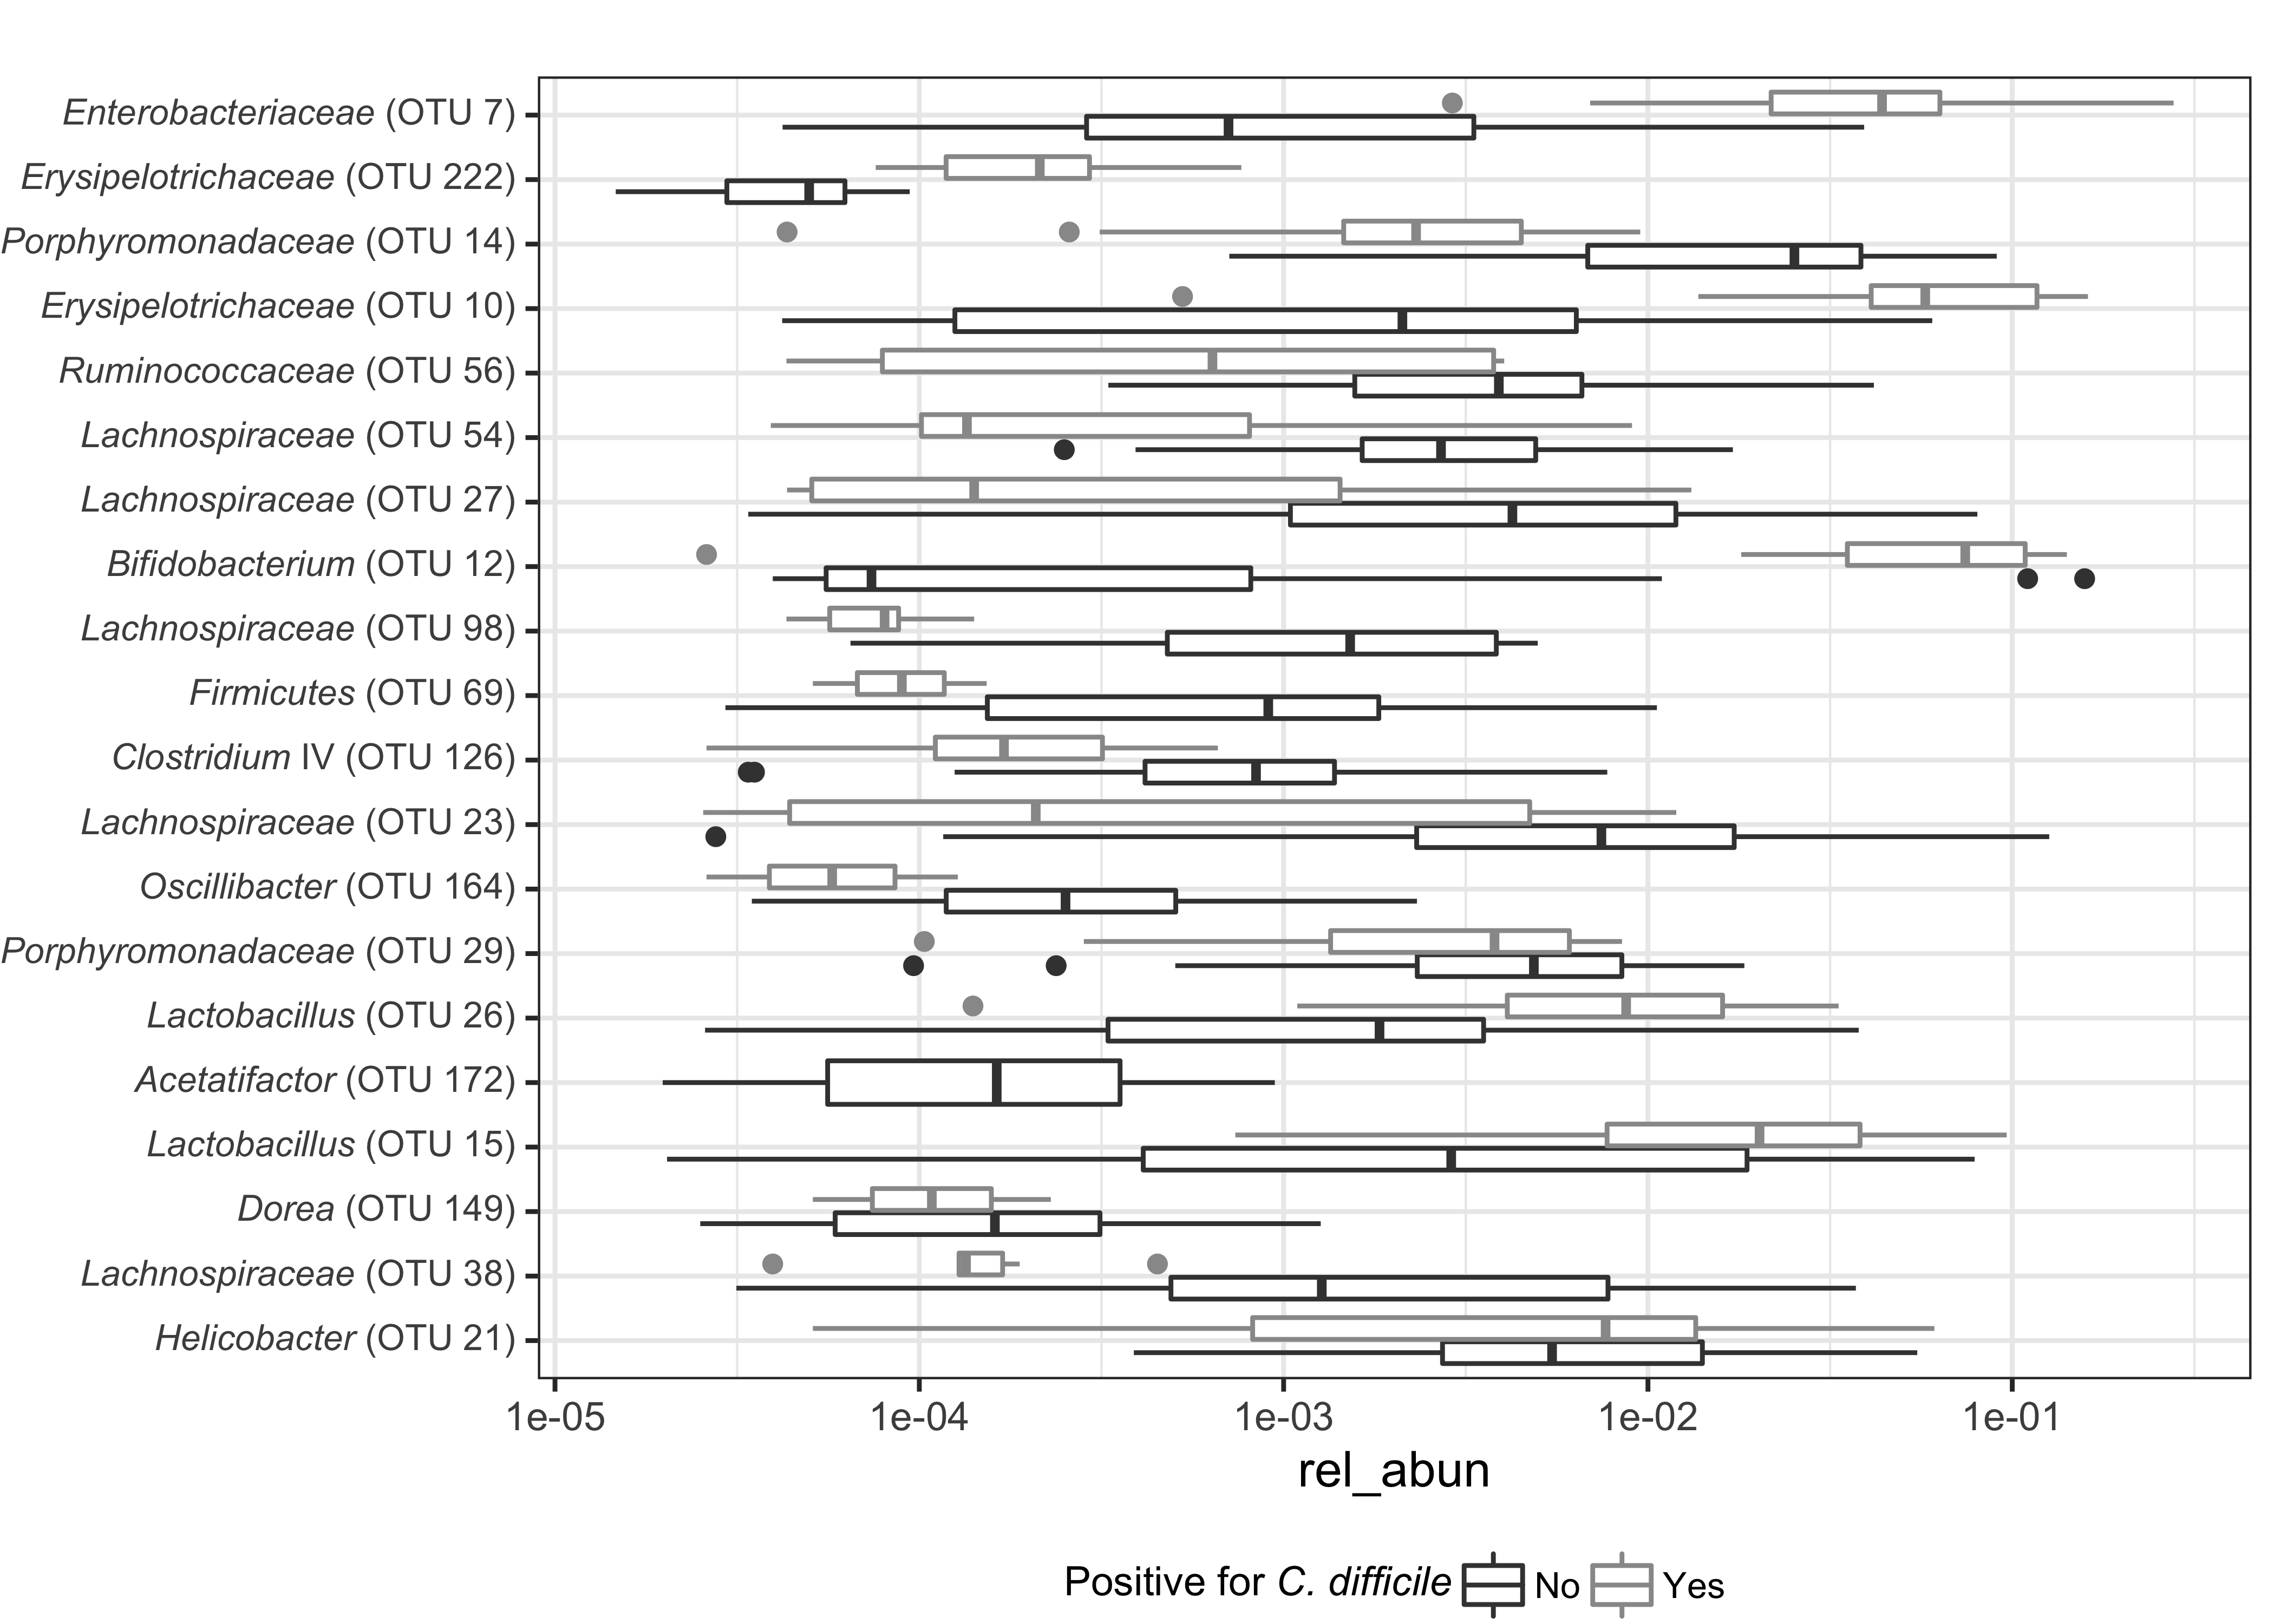 Enterobacteriaceae (OTU 7)
Erysipelotrichaceae (OTU 222)
Porphyromonadaceae (OTU 14)
Erysipelotrichaceae (OTU 10)
Ruminococcaceae (OTU 56)
Lachnospiraceae (OTU 54)
Lachnospiraceae (OTU 27)
Bifidobacterium (OTU 12)
Lachnospiraceae (OTU 98)
Firmicutes (OTU 69)
Clostridium IV (OTU 126)
Lachnospiraceae (OTU 23)
Oscillibacter (OTU 164)
Porphyromonadaceae (OTU 29)
Lactobacillus (OTU 26)
Acetatifactor (OTU 172)
Lactobacillus (OTU 15)
Dorea (OTU 149)
Lachnospiraceae (OTU 38)
Helicobacter (OTU 21)
1e-05 1e-04 1e-03 1e-02 1e-01
rel_abun
Positive for C. difficile No Yes